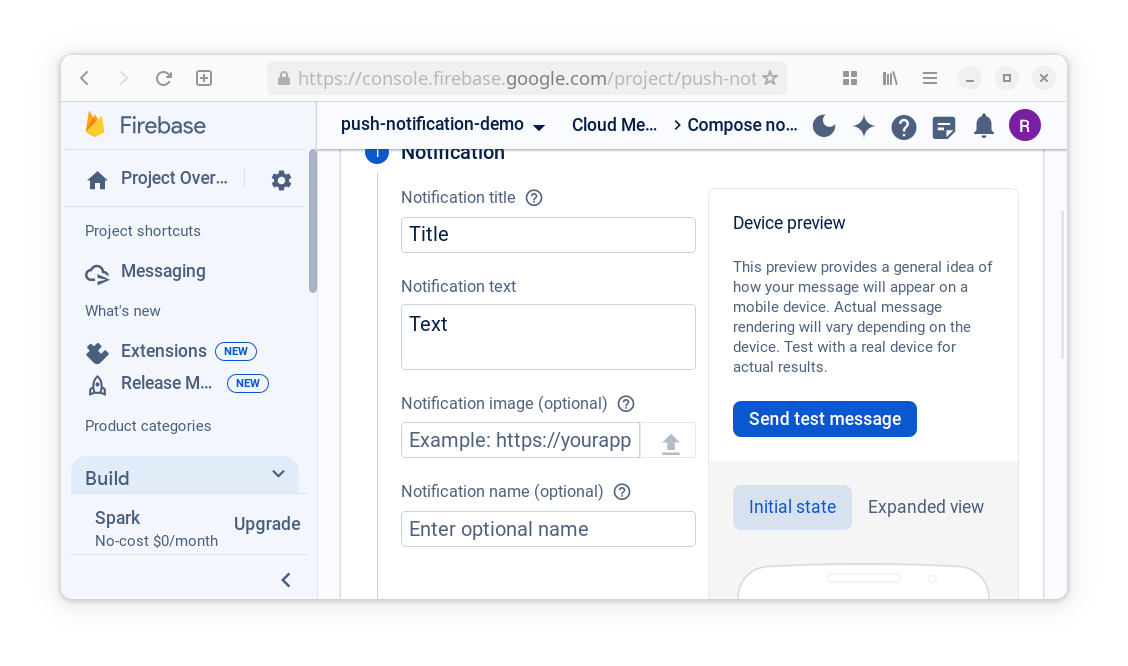 https://console.firebase.google.com/project/push-not
Firebase
push-notification-demo
Cloud Me...
Compose no...
R
Project Over...
Project shortcuts
Messaging
What's new
Extensions NEW
Release M... NEW
Product categories
Build
Spark
No-cost $0/month
Upgrade
1 Notification
Notification title
Title
Notification text
Text
Notification image (optional)
Example: https://yourapp
Notification name (optional)
Enter optional name
Device preview
This preview provides a general idea of
how your message will appear on a
mobile device. Actual message
rendering will vary depending on the
device. Test with a real device for
actual results.
Send test message
Initial state
Expanded view